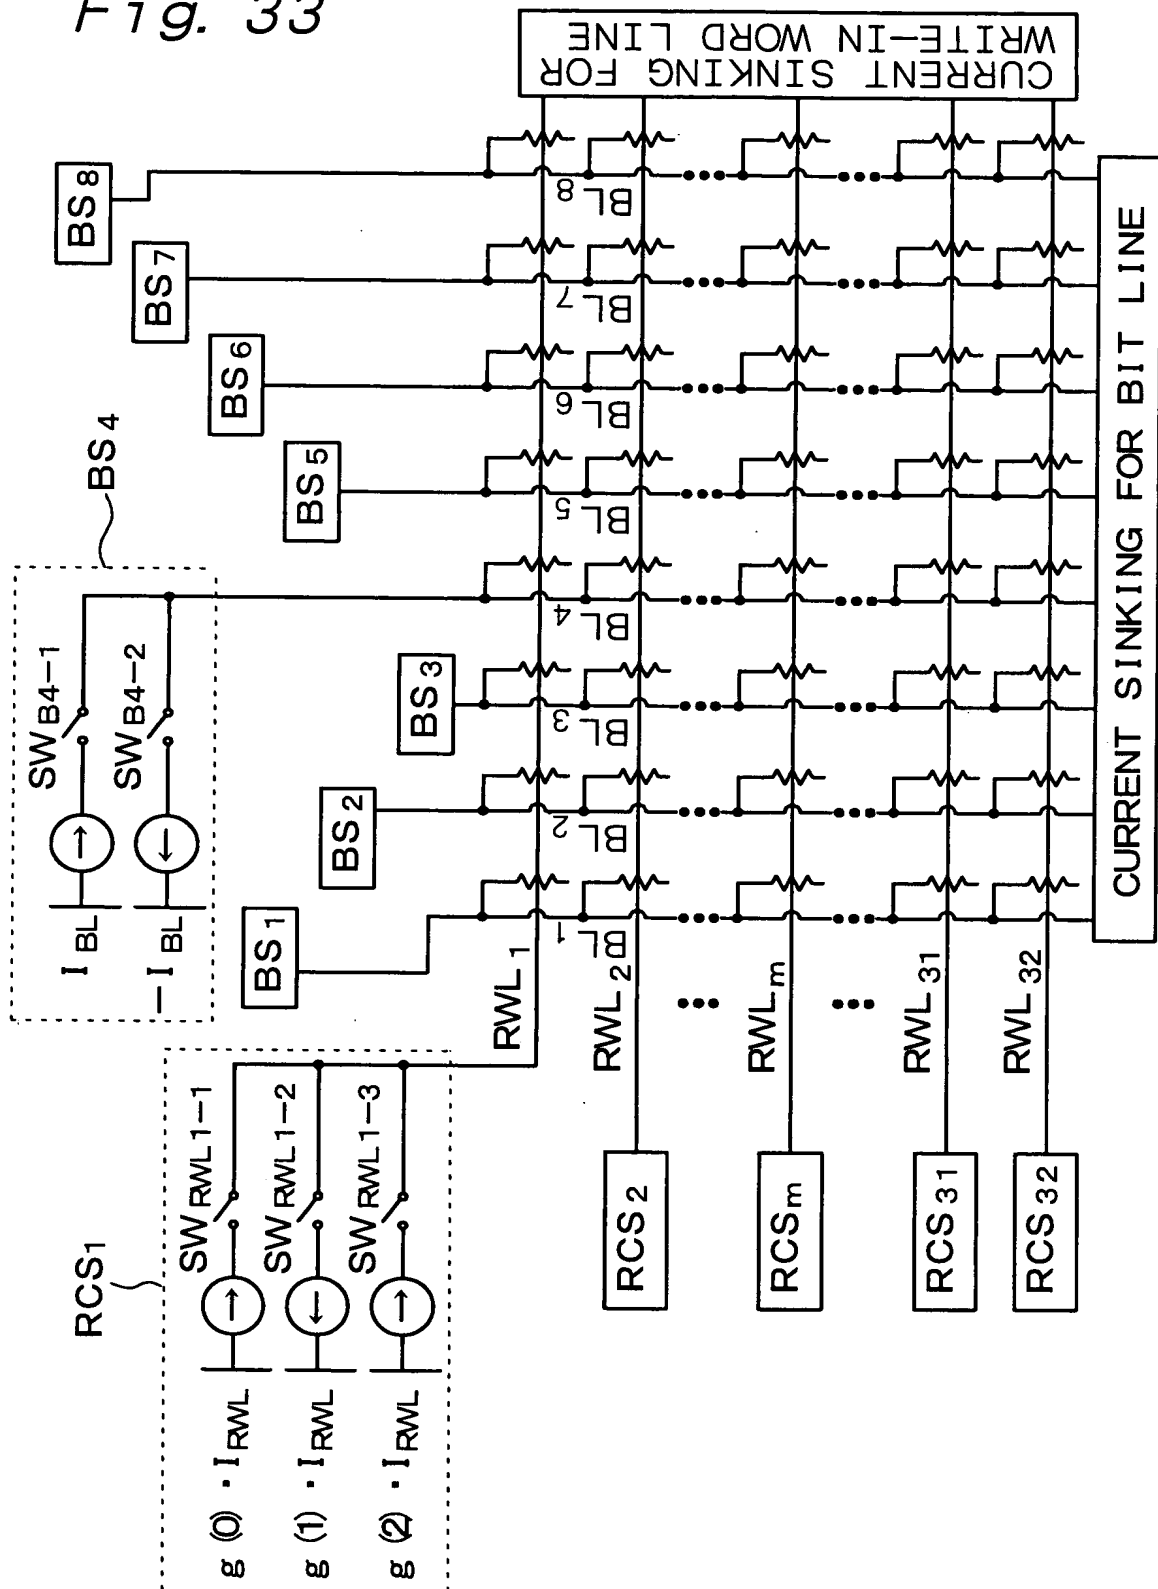 Fig. 33
CURRENT SINKING FOR
WRITE-IN WORD LINE
BS8
BS7
BS6
BS5
BS4
BS3
BS2
BS1
SWB4-1
SWB4-2
IBL
-IBL
BL8
BL7
BL6
BL5
BL4
BL3
BL2
BL1
RWL1
RWL2
RWLm
RWL31
RWL32
CURRENT SINKING FOR BIT LINE
RCS1
SWRWL1-1
SWRWL1-2
SWRWL1-3
g (0) · IRWL
g (1) · IRWL
g (2) · IRWL
RCS2
RCSm
RCS31
RCS32